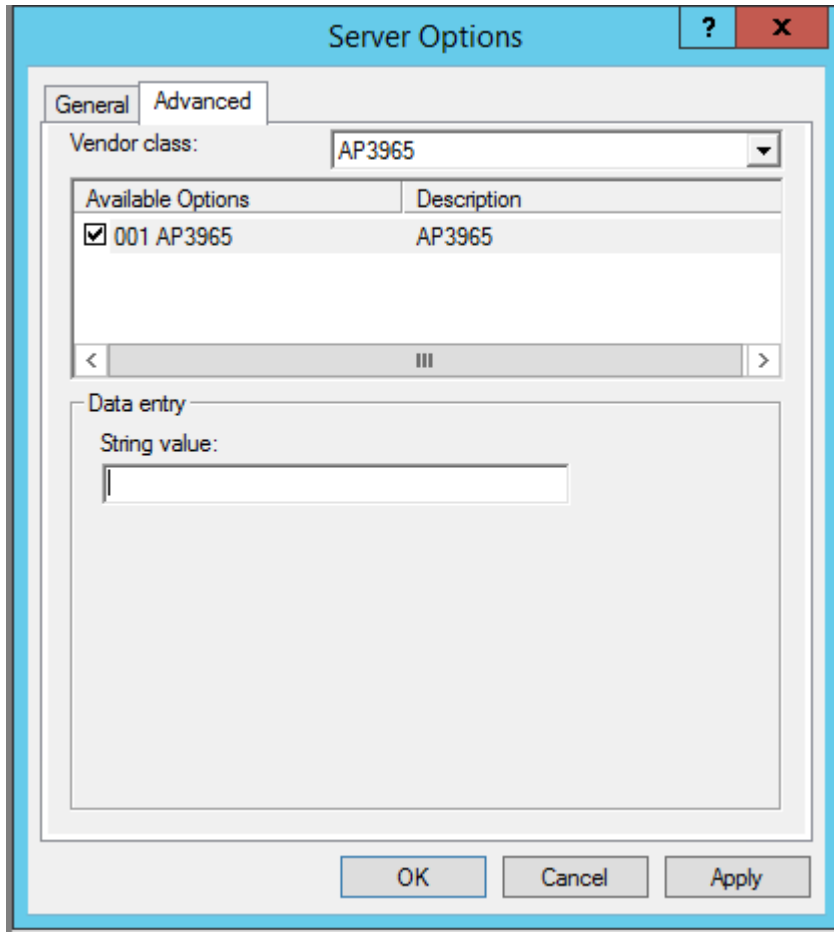 Server Options
? x
General Advanced
Vendor class: AP3965
Available Options Description
001 AP3965 AP3965
Data entry
String value:
OK Cancel Apply